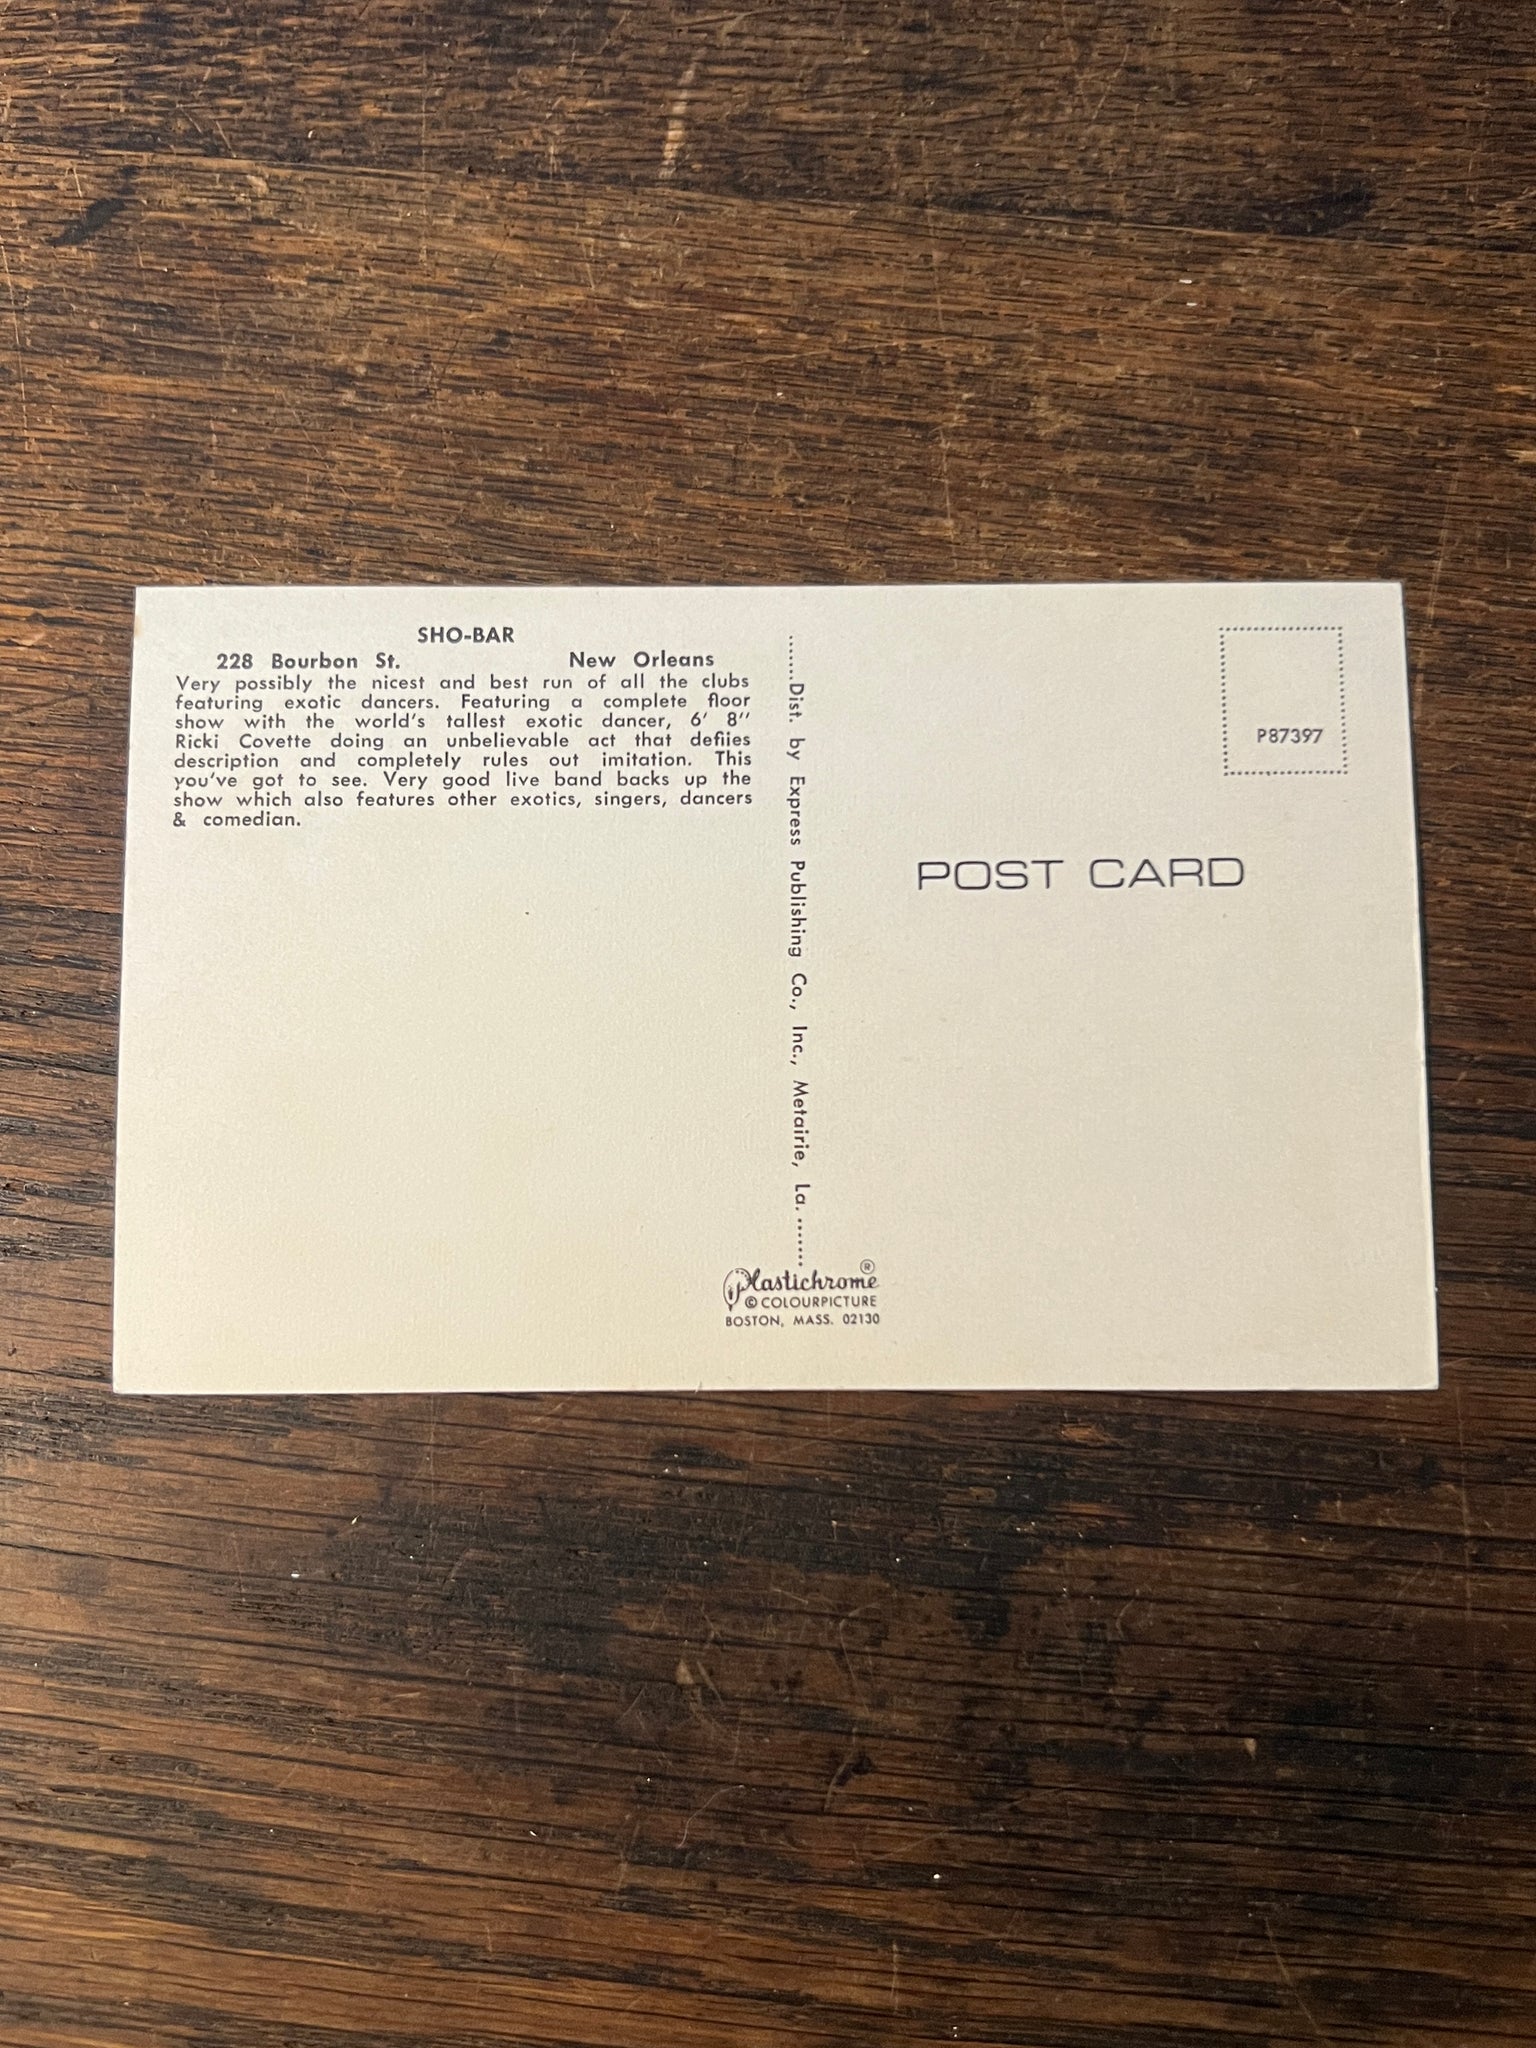 SHO-BAR
228 Bourbon St. New Orleans
Very possibly the nicest and best run of all the clubs
featuring exotic dancers. Featuring a complete floor
show with the world's tallest exotic dancer, 6' 8''
Ricki Covette doing an unbelievable act that defiies
description and completely rules out imitation. This
you've got to see. Very good live band backs up the
show which also features other exotics, singers, dancers
& comedian.
........Dist. by Express Publishing Co., Inc., Metairie, La. ........
Plastichrome ®
© COLOURPICTURE
BOSTON, MASS. 02130
P87397
POST CARD